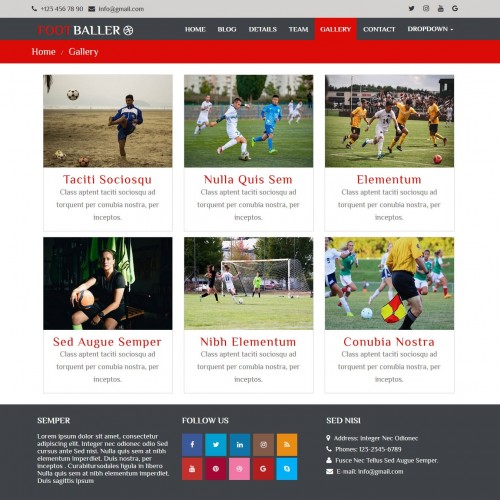 +123 456 78 90 info@gmail.com
FOOTBALLER
HOME BLOG DETAILS TEAM GALLERY CONTACT DROPDOWN
Home / Gallery
Taciti Sociosqu
Class aptent taciti sociosqu ad
torquent per conubia nostra, per
inceptos.
Nulla Quis Sem
Class aptent taciti sociosqu ad
torquent per conubia nostra, per
inceptos.
Elementum
Class aptent taciti sociosqu ad
torquent per conubia nostra, per
inceptos.
Sed Augue Semper
Class aptent taciti sociosqu ad
torquent per conubia nostra, per
inceptos.
Nibh Elementum
Class aptent taciti sociosqu ad
torquent per conubia nostra, per
inceptos.
Conubia Nostra
Class aptent taciti sociosqu ad
torquent per conubia nostra, per
inceptos.
SEMPER
Lorem ipsum dolor sit amet, consectetur
adipiscing elit. Integer nec odionec odio Sed
cursus ante Sed nisi. Nulla quis sem at nibh
elementum imperdiet. Duis nostra, per
inceptos . Curabitursodales ligula in libero
Nulla quis sem at nibh elementum imperdiet.
Duis sagittis ipsum
FOLLOW US
SED NISI
Address: Integer Nec Odionec
Phones: 123-2345-6789
Fusce Nec Tellus Sed Augue Semper.
E-mail: info@gmail.com